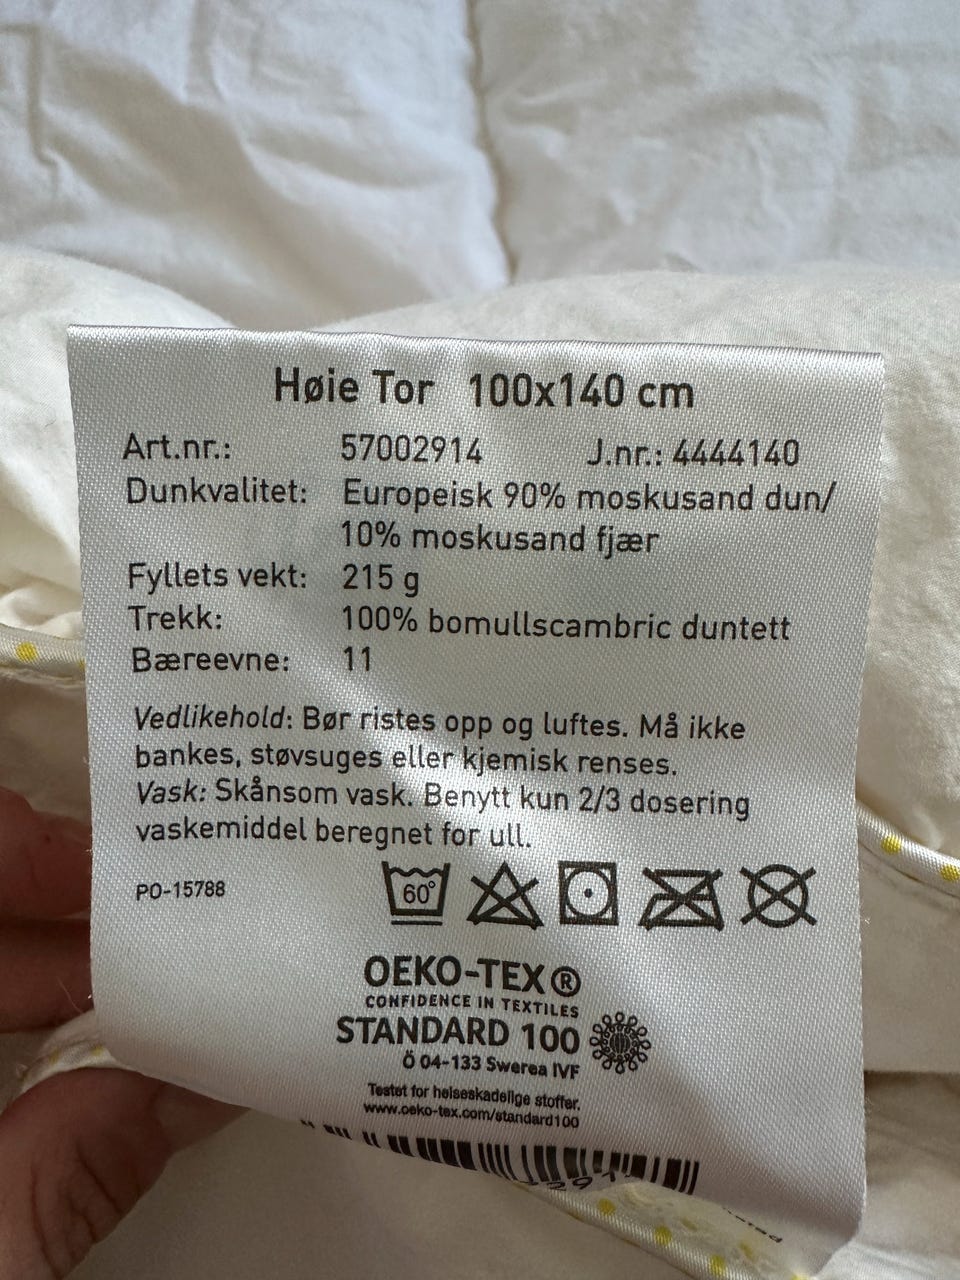 Høie Tor 100x140 cm
Art.nr.: 57002914 J.nr.: 4444140
Dunkvalitet: Europeisk 90% moskusand dun/
10% moskusand fjær
Fyllets vekt: 215 g
Trekk: 100% bomullscambric duntett
Bæreevne: 11
Vedlikehold: Bør ristes opp og luftes. Må ikke
bankes, støvsuges eller kjemisk renses.
Vask: Skånsom vask. Benytt kun 2/3 dosering
vaskemiddel beregnet for ull.
PO-15788 60°
OEKO-TEX®
CONFIDENCE IN TEXTILES
STANDARD 100
Ö 04-133 Swerea IVF
Testet for helseskadelige stoffer.
www.oeko-tex.com/standard100